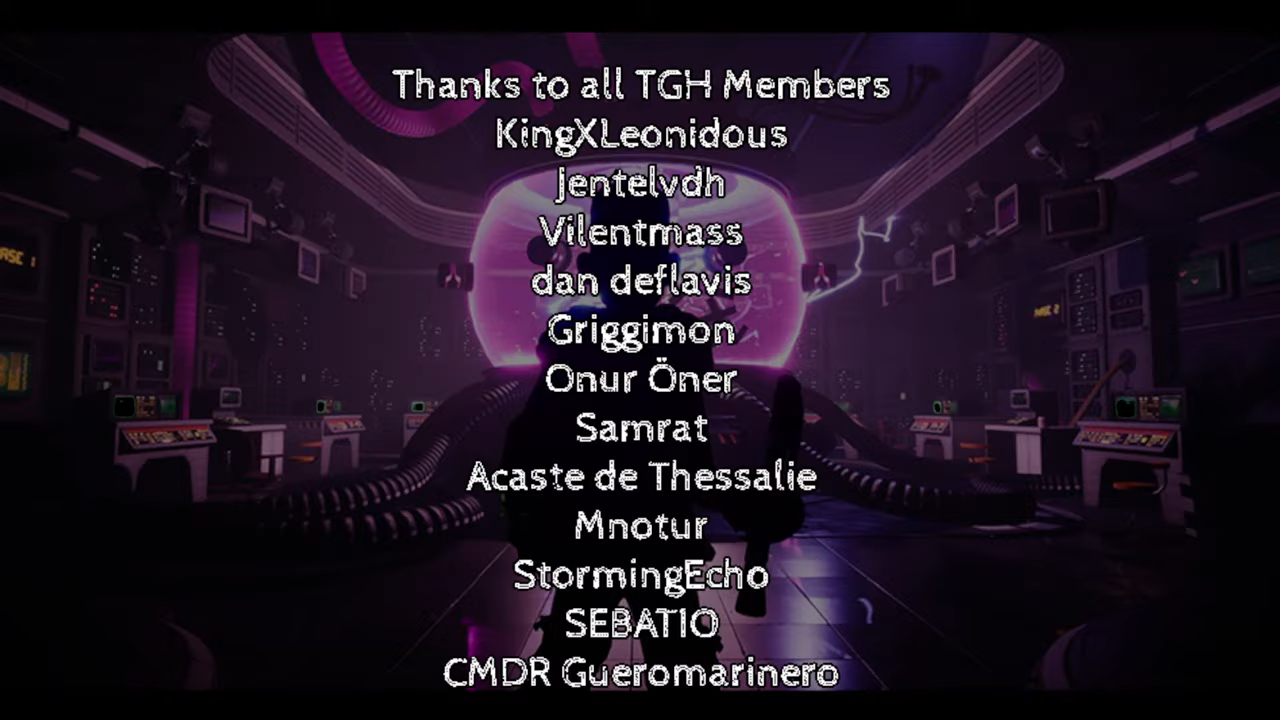 Thanks to all TGH Members
KingXLeonidous
Jentelvdh
Vilentmass
dan deflavis
Griggimon
Onur Öner
Samrat
Acaste de Thessalie
Mnotur
StormingEcho
SEBAT10
CMDR Gueromarinero